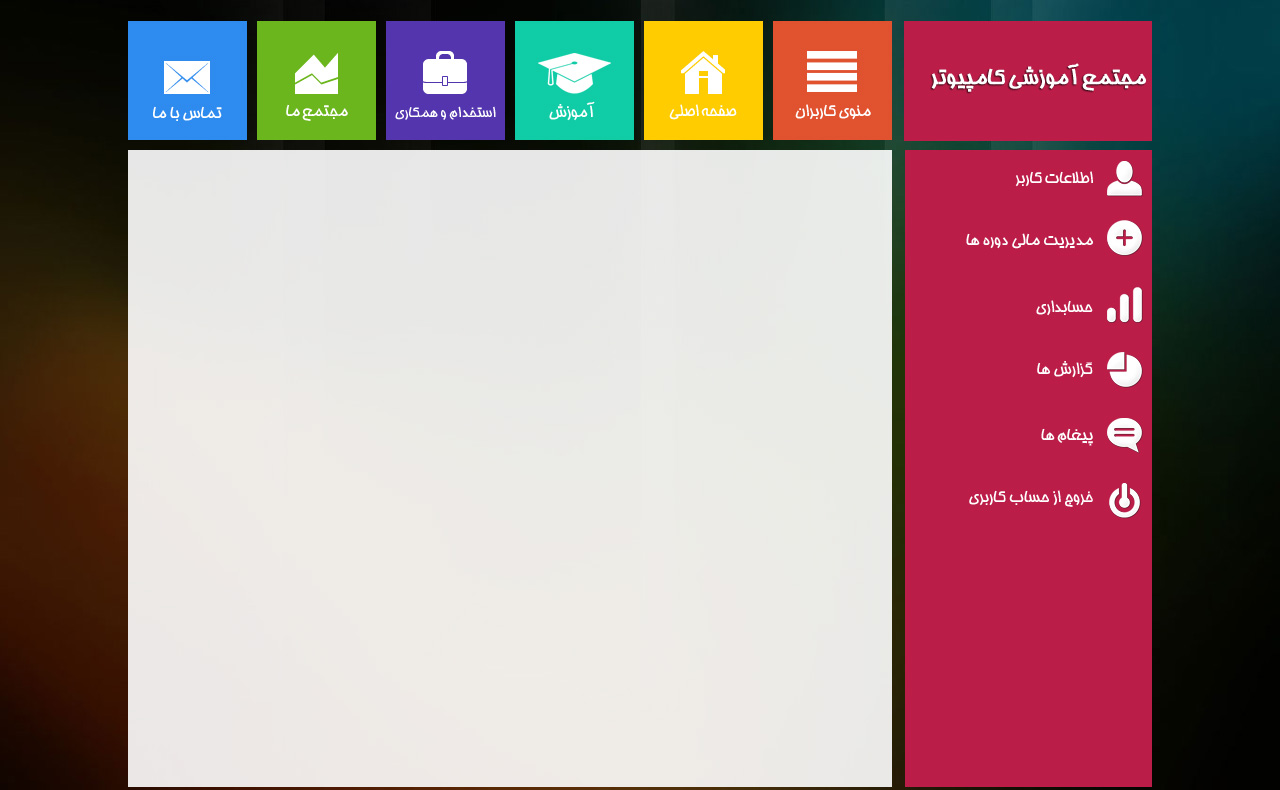 مجتمع آموزشی کامپیوتر
منوی کاربران
صفحه اصلی
آموزش
استخدام و همکاری
مجتمع ما
تماس با ما
اطلاعات کاربر
مدیریت مالی دوره ها
حسابداری
گزارش ها
پیغام ها
خروج از حساب کاربری